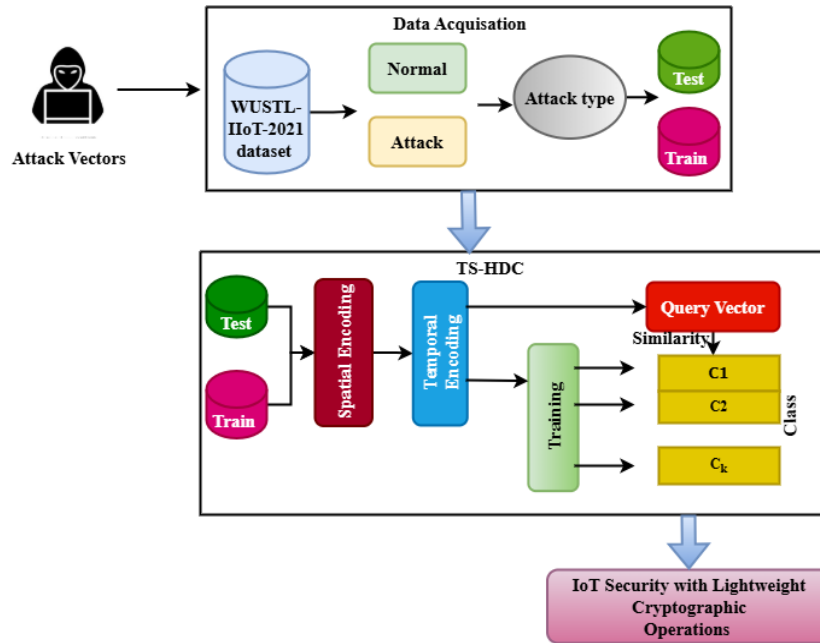 Data Acquisation
Attack Vectors
WUSTL-
IIoT-2021
dataset
Normal
Attack
Attack type
Test
Train
TS-HDC
Test
Train
Spatial Encoding
Temporal
Encoding
Training
Query Vector
Similarity
C1
C2
Ck
Class
IoT Security with Lightweight
Cryptographic
Operations